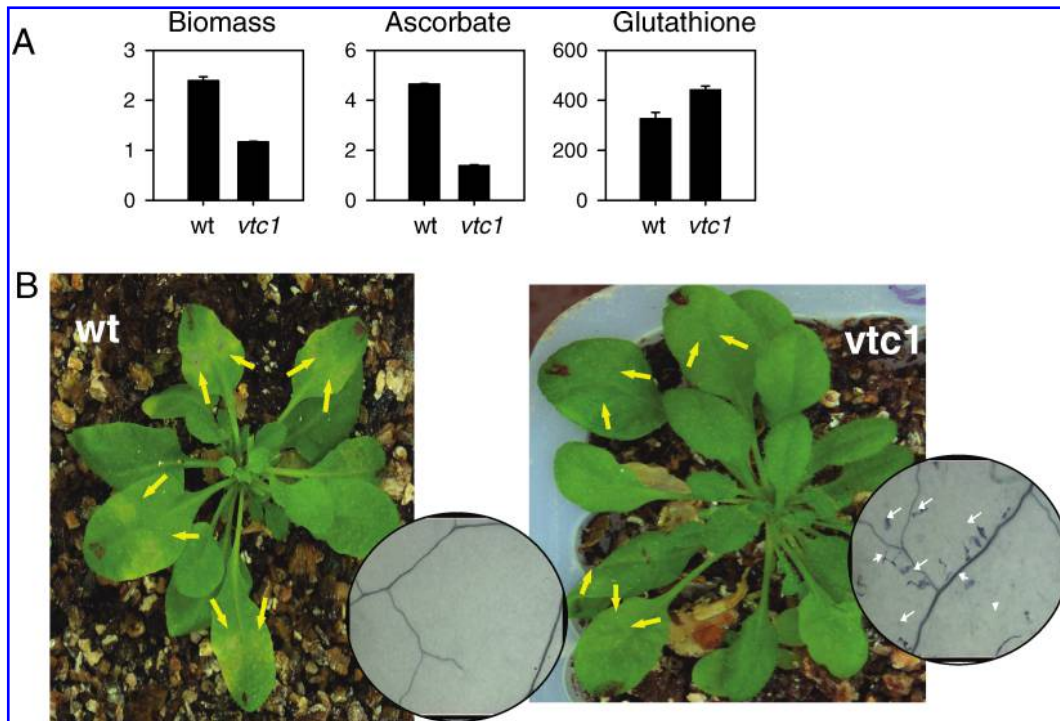 A
Biomass
Ascorbate
Glutathione
3
2
1
0
wt
vtc1
6
4
2
0
wt
vtc1
600
400
200
0
wt
vtc1
B
wt
vtc1